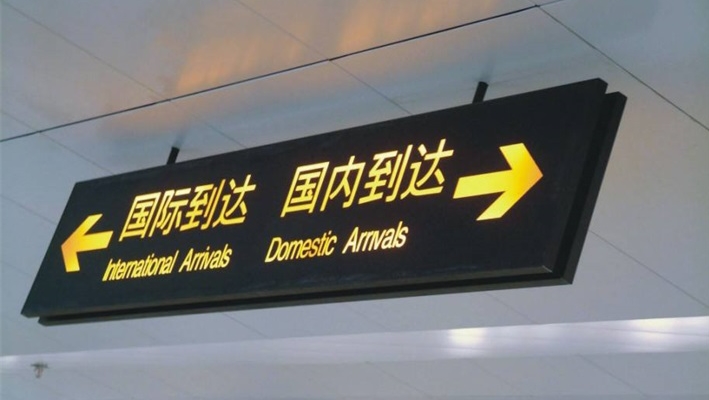 国际到达 国内到达
International Arrivals Domestic Arrivals